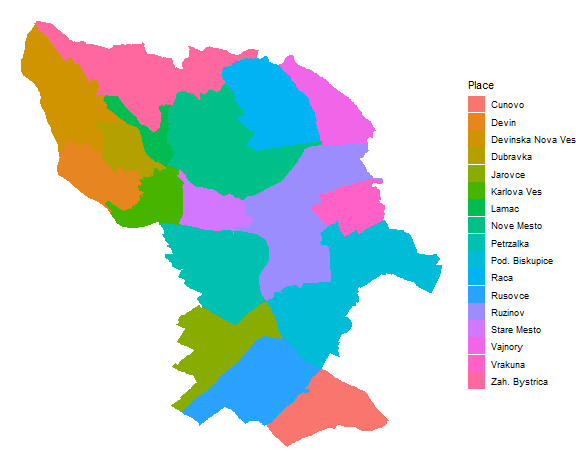 Place
Cunovo
Devin
Devinska Nova Ves
Dubravka
Jarovce
Karlova Ves
Lamac
Nove Mesto
Petrzalka
Pod. Biskupice
Raca
Rusovce
Ruzinov
Stare Mesto
Vajnory
Vrakuna
Zah. Bystrica